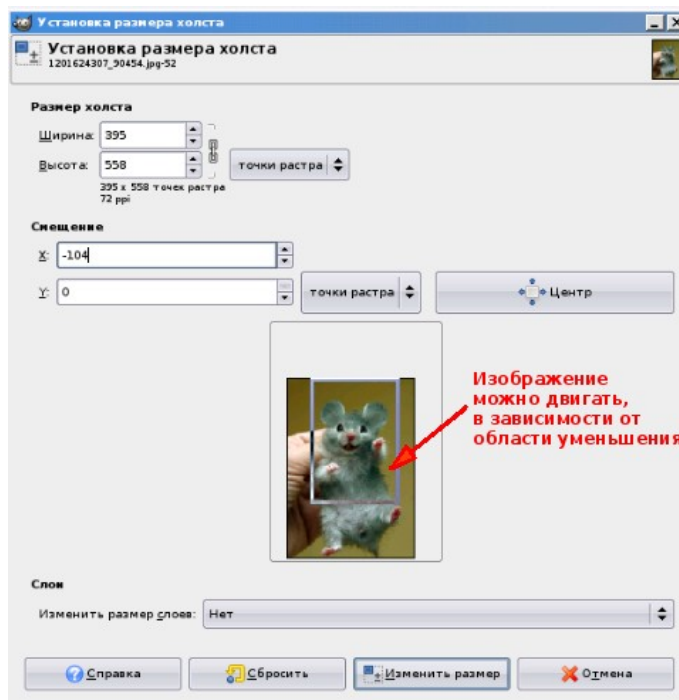 Установка размера холста
Установка размера холста
1201624307_90454.jpg-52
Размер холста
Ширина: 395
Высота: 558 точки растра
395 x 558 точек растра
72 ppi
Смещение
X: -104
Y: 0 точки растра Центр
Изображение
можно двигать,
в зависимости от
области уменьшения
Слои
Изменить размер слоев: Нет
Справка Сбросить Изменить размер Отмена